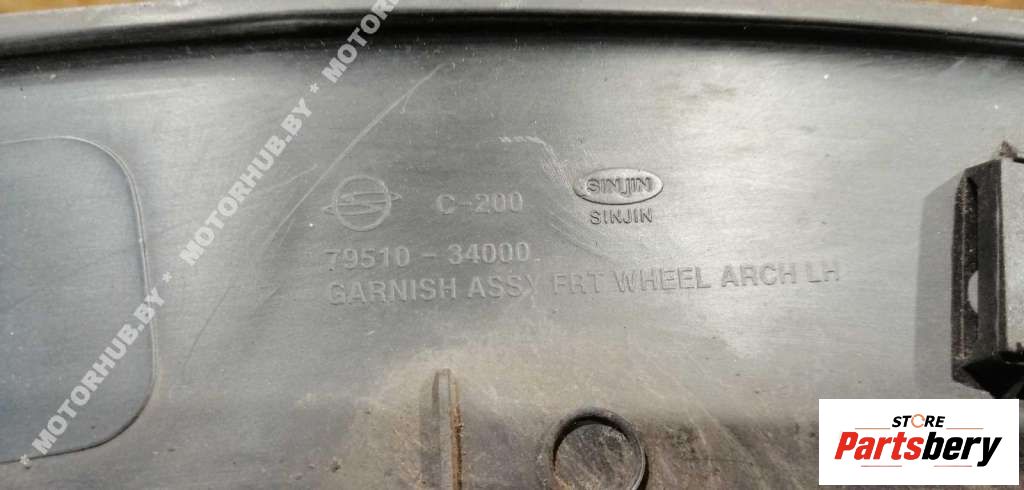 * MOTORHUB.BY * MOTORHUB.BY * MOTORHUB.BY
C-200
SINJIN
SINJIN
79510 - 34000
GARNISH ASSY FRT WHEEL ARCH LH
STORE
Partsbery